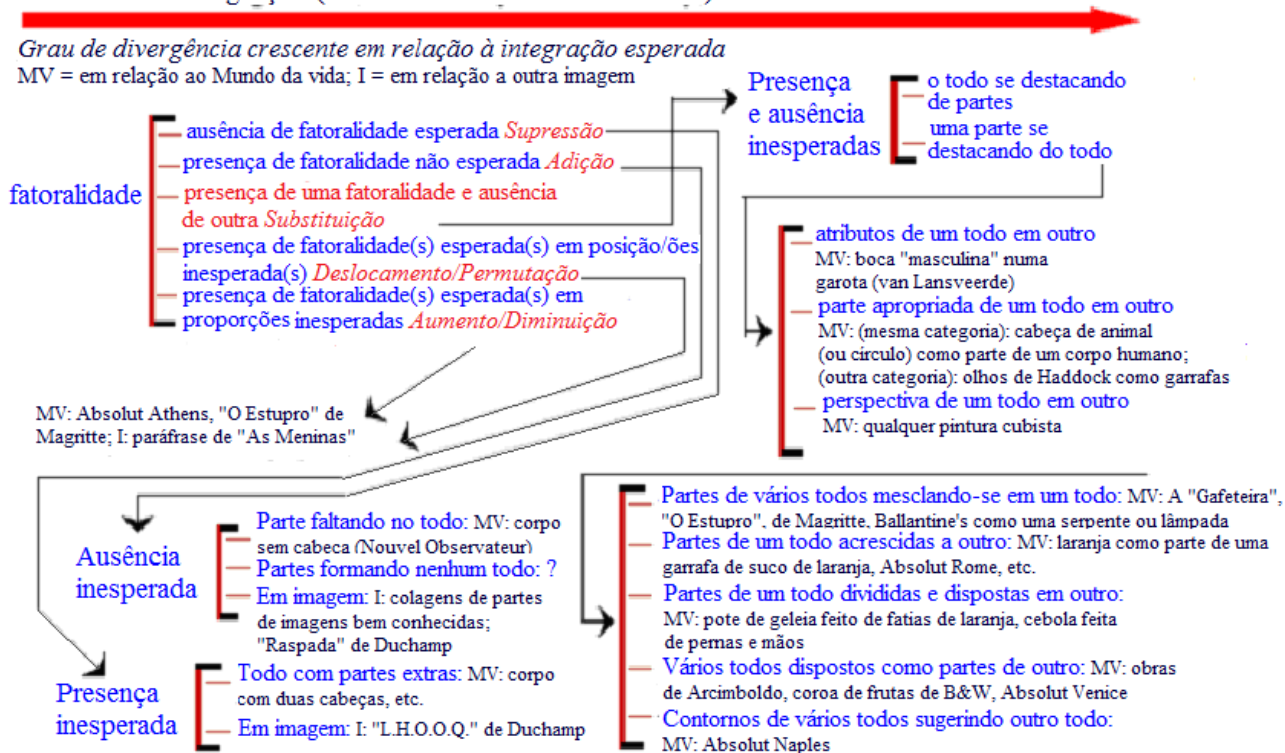 Grau de divergência crescente em relação à integração esperada
MV = em relação ao Mundo da vida; I = em relação a outra imagem
fatoralidade
ausência de fatoralidade esperada Supressão
presença de fatoralidade não esperada Adição
presença de uma fatoralidade e ausência
de outra Substituição
presença de fatoralidade(s) esperada(s) em posição/ões
inesperada(s) Deslocamento/Permutação
presença de fatoralidade(s) esperada(s) em
proporções inesperadas Aumento/Diminuição
Presença
e ausência
inesperadas
o todo se destacando
de partes
uma parte se
destacando do todo
atributos de um todo em outro
MV: boca "masculina" numa
garota (van Lansveerde)
parte apropriada de um todo em outro
MV: (mesma categoria): cabeça de animal
(ou circulo) como parte de um corpo humano;
(outra categoria): olhos de Haddock como garrafas
perspectiva de um todo em outro
MV: qualquer pintura cubista
MV: Absolut Athens, "O Estupro" de
Magritte; I: paráfrase de "As Meninas"
Ausência
inesperada
Parte faltando no todo: MV: corpo
sem cabeca (Nouvel Observateur)
Partes formando nenhum todo: ?
Em imagem: I: colagens de partes
de imagens bem conhecidas;
"Raspada" de Duchamp
Presença
inesperada
Todo com partes extras: MV: corpo
com duas cabeças, etc.
Em imagem: I: "L.H.O.O.Q." de Duchamp
Partes de vários todos mesclando-se em um todo: MV: A "Gafeteira",
"O Estupro", de Magritte, Ballantine's como uma serpente ou lâmpada
Partes de um todo acrescidas a outro: MV: laranja como parte de uma
garrafa de suco de laranja, Absolut Rome, etc.
Partes de um todo divididas e dispostas em outro:
MV: pote de geleia feito de fatias de laranja, cebola feita
de pernas e mãos
Vários todos dispostos como partes de outro: MV: obras
de Arcimboldo, coroa de frutas de B&W, Absolut Venice
Contornos de vários todos sugerindo outro todo:
MV: Absolut Naples